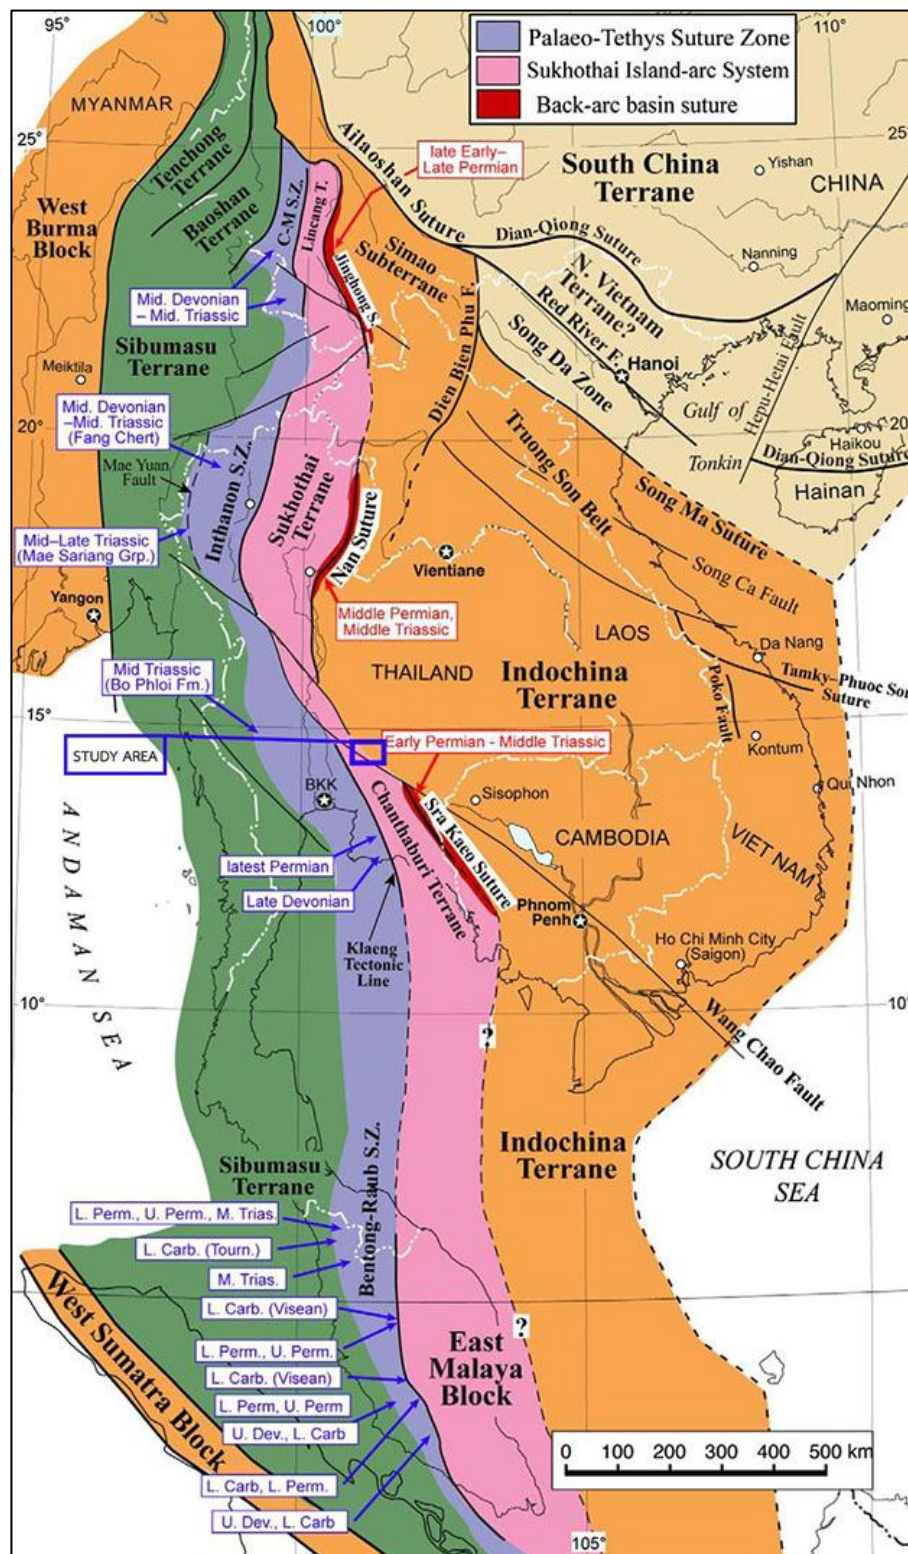 95°
100°
110°
Palaeo-Tethys Suture Zone
Sukhothai Island-arc System
Back-arc basin suture
MYANMAR
25°
25°
Tenchong
Terrane
Baoshan
Terrane
C-M S.Z.
Lincang T.
late Early–
Late Permian
Ailaoshan Suture
South China
Terrane
Yishan
CHINA
West
Burma
Block
Jinghong S.
Simao
Subterrane
Dian-Qiong Suture
Nanning
N. Vietnam
Terrane?
Red River F.
Mid. Devonian
– Mid. Triassic
Maoming
Sibumasu
Terrane
Dien Bien Phu F.
Song Da Zone
Hanoi
Hepu-Hetai Fault
Meiktila
Mid. Devonian
–Mid. Triassic
(Fang Chert)
20°
20
Gulf of
Tonkin
Haikou
Dian-Qiong Suture
Hainan
Mae Yuan
Fault
Inthanon S.Z.
Sukhothai
Terrane
Truong Son Belt
Song Ma Suture
Mid–Late Triassic
(Mae Sariang Grp.)
Nan Suture
Vientiane
Song Ca Fault
Yangon
Middle Permian,
Middle Triassic
LAOS
Da Nang
Mid Triassic
(Bo Phloi Fm.)
THAILAND
Indochina
Terrane
Tamky–Phuoc Son
Suture
Poko Fault
15°
15°
STUDY AREA
Early Permian - Middle Triassic
Kontum
BKK
Sisophon
Qui Nhon
ANDAMAN SEA
Chanthaburi Terrane
Sra Kaeo Suture
CAMBODIA
VIET NAM
latest Permian
Late Devonian
Phnom
Penh
Klaeng
Tectonic
Line
Ho Chi Minh City
(Saigon)
10°
10°
?
Wang Chao Fault
Sibumasu
Terrane
Bentong-Raub S.Z.
Indochina
Terrane
SOUTH CHINA
SEA
L. Perm., U. Perm., M. Trias.
L. Carb. (Tourn.)
M. Trias.
L. Carb. (Visean)
?
L. Perm., U. Perm.
East
Malaya
Block
West Sumatra Block
L. Carb. (Visean)
L. Perm, U. Perm
U. Dev., L. Carb
0 100 200 300 400 500 km
L. Carb, L. Perm.
U. Dev., L. Carb
105°